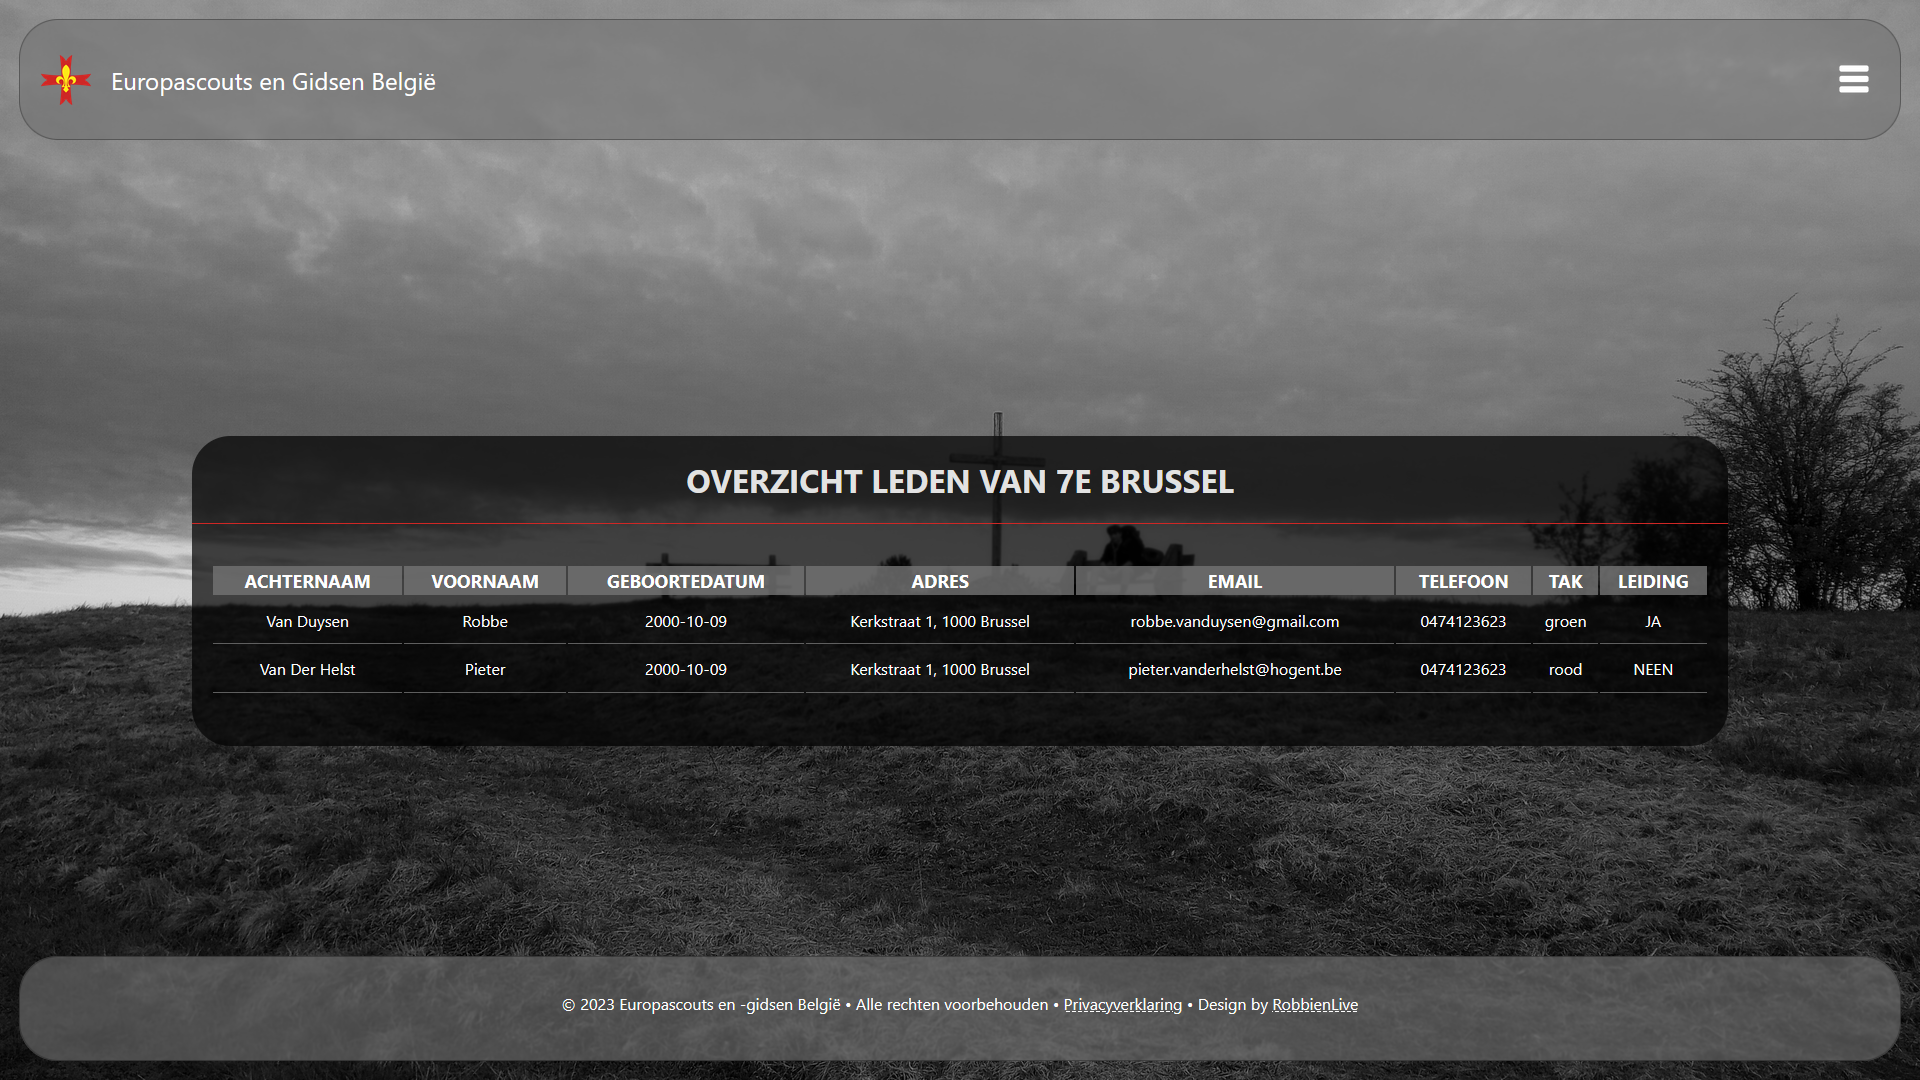 Europascouts en Gidsen België
OVERZICHT LEDEN VAN 7E BRUSSEL
ACHTERNAAM VOORNAAM GEBOORTEDATUM ADRES EMAIL TELEFOON TAK LEIDING
Van Duysen Robbe 2000-10-09 Kerkstraat 1, 1000 Brussel robbe.vanduysen@gmail.com 0474123623 groen JA
Van Der Helst Pieter 2000-10-09 Kerkstraat 1, 1000 Brussel pieter.vanderhelst@hogent.be 0474123623 rood NEEN
© 2023 Europascouts en -gidsen België • Alle rechten voorbehouden • Privacyverklaring • Design by RobbienLive